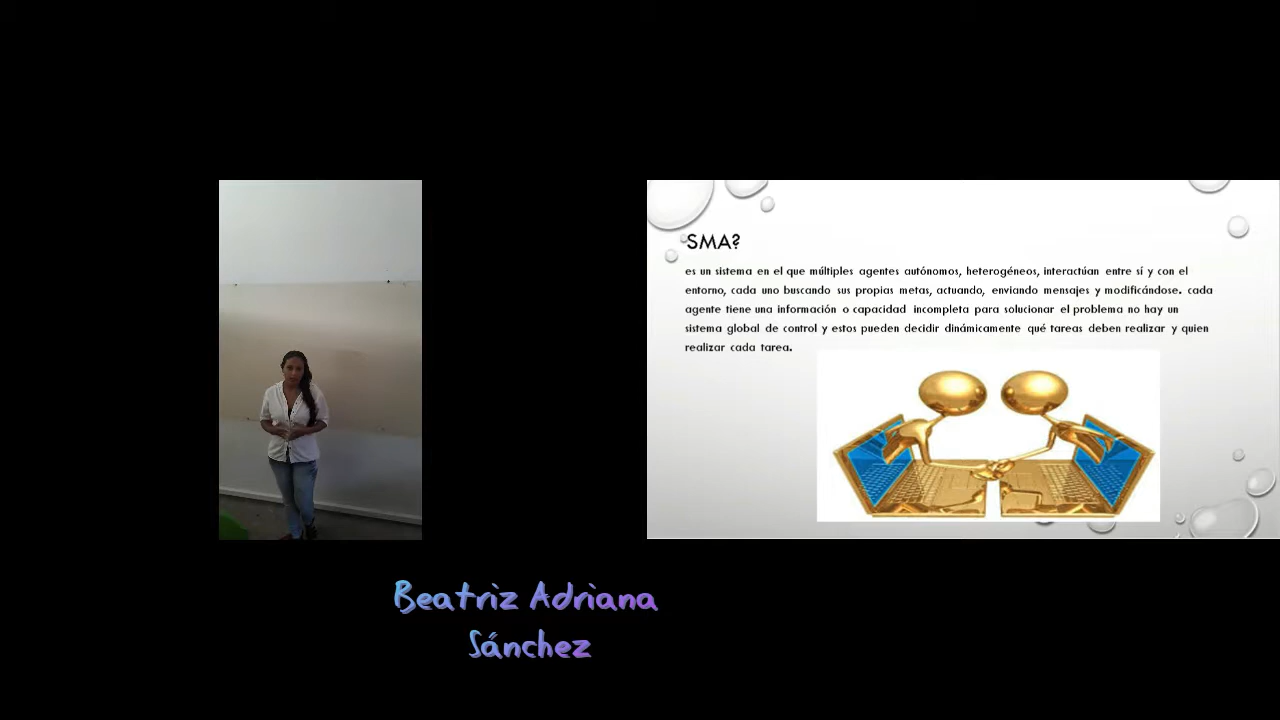 SMA?
es un sistema en el que múltiples agentes autónomos, heterogéneos, interactúan entre sí y con el
entorno, cada uno buscando sus propias metas, actuando, enviando mensajes y modificándose. cada
agente tiene una información o capacidad incompleta para solucionar el problema no hay un
sistema global de control y estos pueden decidir dinámicamente qué tareas deben realizar y quien
realizar cada tarea.
Beatriz Adriana
Sánchez